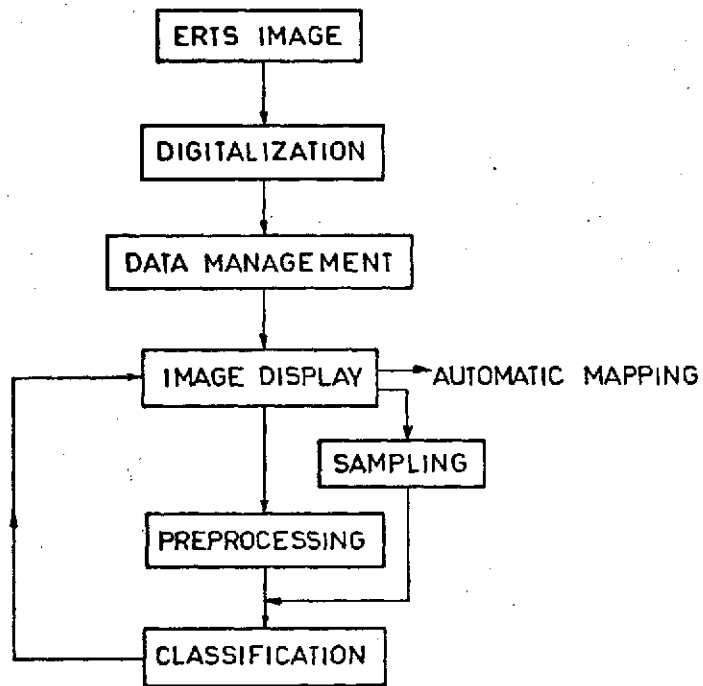 ERTS IMAGE
DIGITALIZATION
DATA MANAGEMENT
IMAGE DISPLAY
AUTOMATIC MAPPING
SAMPLING
PREPROCESSING
CLASSIFICATION